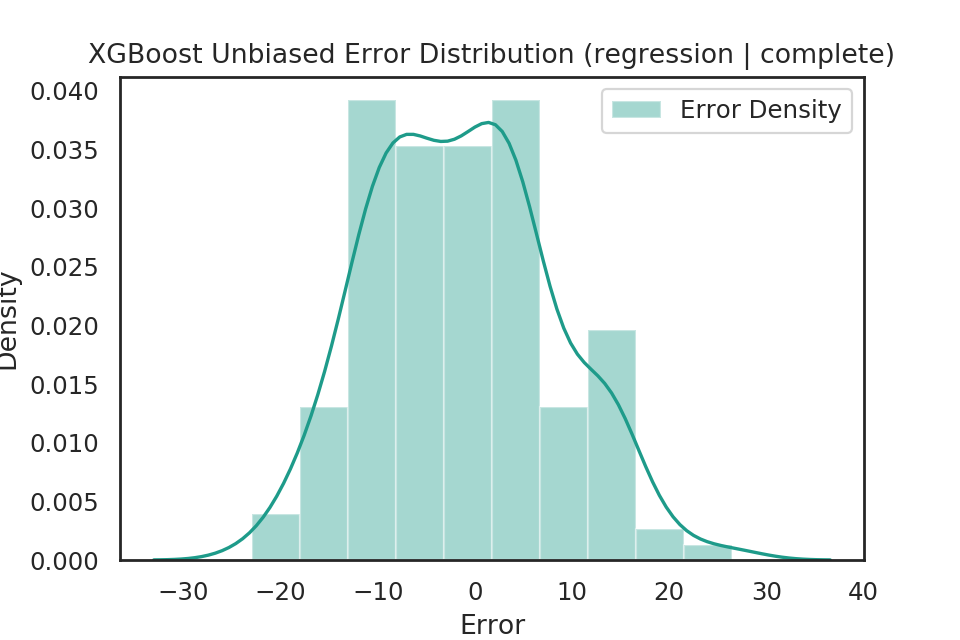 XGBoost Unbiased Error Distribution (regression | complete)
Error Density
Density
0.040
0.035
0.030
0.025
0.020
0.015
0.010
0.005
0.000
−30 −20 −10 0 10 20 30 40
Error